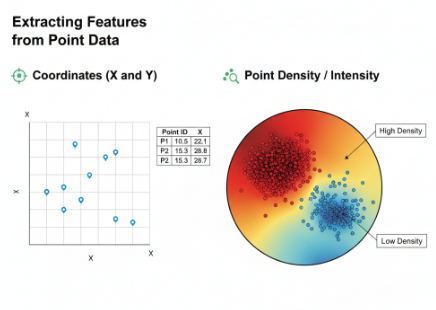 Extracting Features
from Point Data
Coordinates (X and Y)
Point Density / Intensity
X
Point ID X
P1 10.5 22.1
P2 15.3 28.8
P2 15.3 28.7
X
X
X
High Density
Low Density